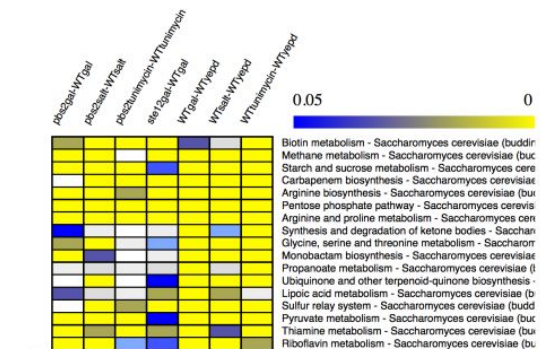 pbs2gal-WTgal
pbs2salt-WTsalt
pbs2tunimycin-WTtunimycin
ste12gal-WTgal
WTgal-WTyepd
WTsalt-WTyepd
WTtunimycin-WTyepd
0.05 0
Biotin metabolism - Saccharomyces cerevisiae (buddin
Methane metabolism - Saccharomyces cerevisiae (buc
Starch and sucrose metabolism - Saccharomyces cere
Carbapenem biosynthesis - Saccharomyces cerevisiae
Arginine biosynthesis - Saccharomyces cerevisiae (buc
Pentose phosphate pathway - Saccharomyces cerevis
Arginine and proline metabolism - Saccharomyces cer
Synthesis and degradation of ketone bodies - Sacchar
Glycine, serine and threonine metabolism - Saccharom
Monobactam biosynthesis - Saccharomyces cerevisiae
Propanoate metabolism - Saccharomyces cerevisiae (b
Ubiquinone and other terpenoid-quinone biosynthesis -
Lipoic acid metabolism - Saccharomyces cerevisiae (b
Sulfur relay system - Saccharomyces cerevisiae (budd
Pyruvate metabolism - Saccharomyces cerevisiae (buc
Thiamine metabolism - Saccharomyces cerevisiae (bu
Riboflavin metabolism - Saccharomyces cerevisiae (bu